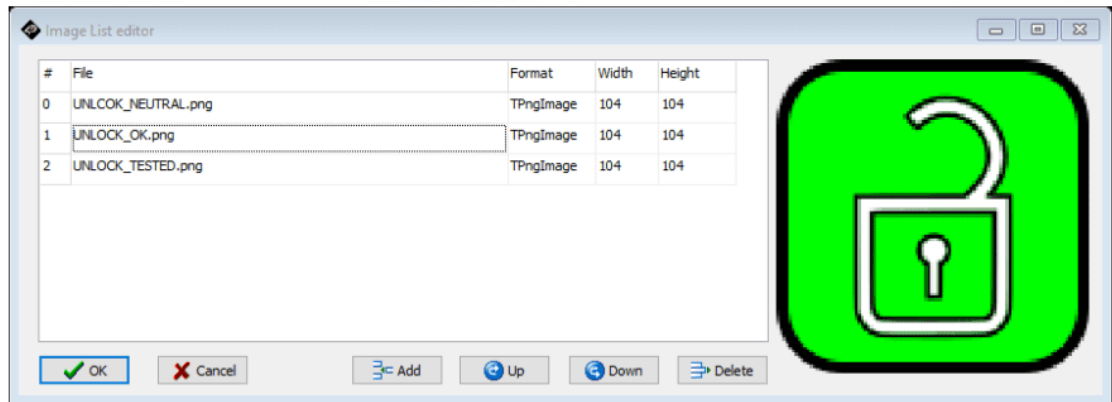 Image List editor
# File Format Width Height
0 UNLCOK_NEUTRAL.png TPngImage 104 104
1 UNLOCK_OK.png TPngImage 104 104
2 UNLOCK_TESTED.png TPngImage 104 104
OK Cancel Add Up Down Delete